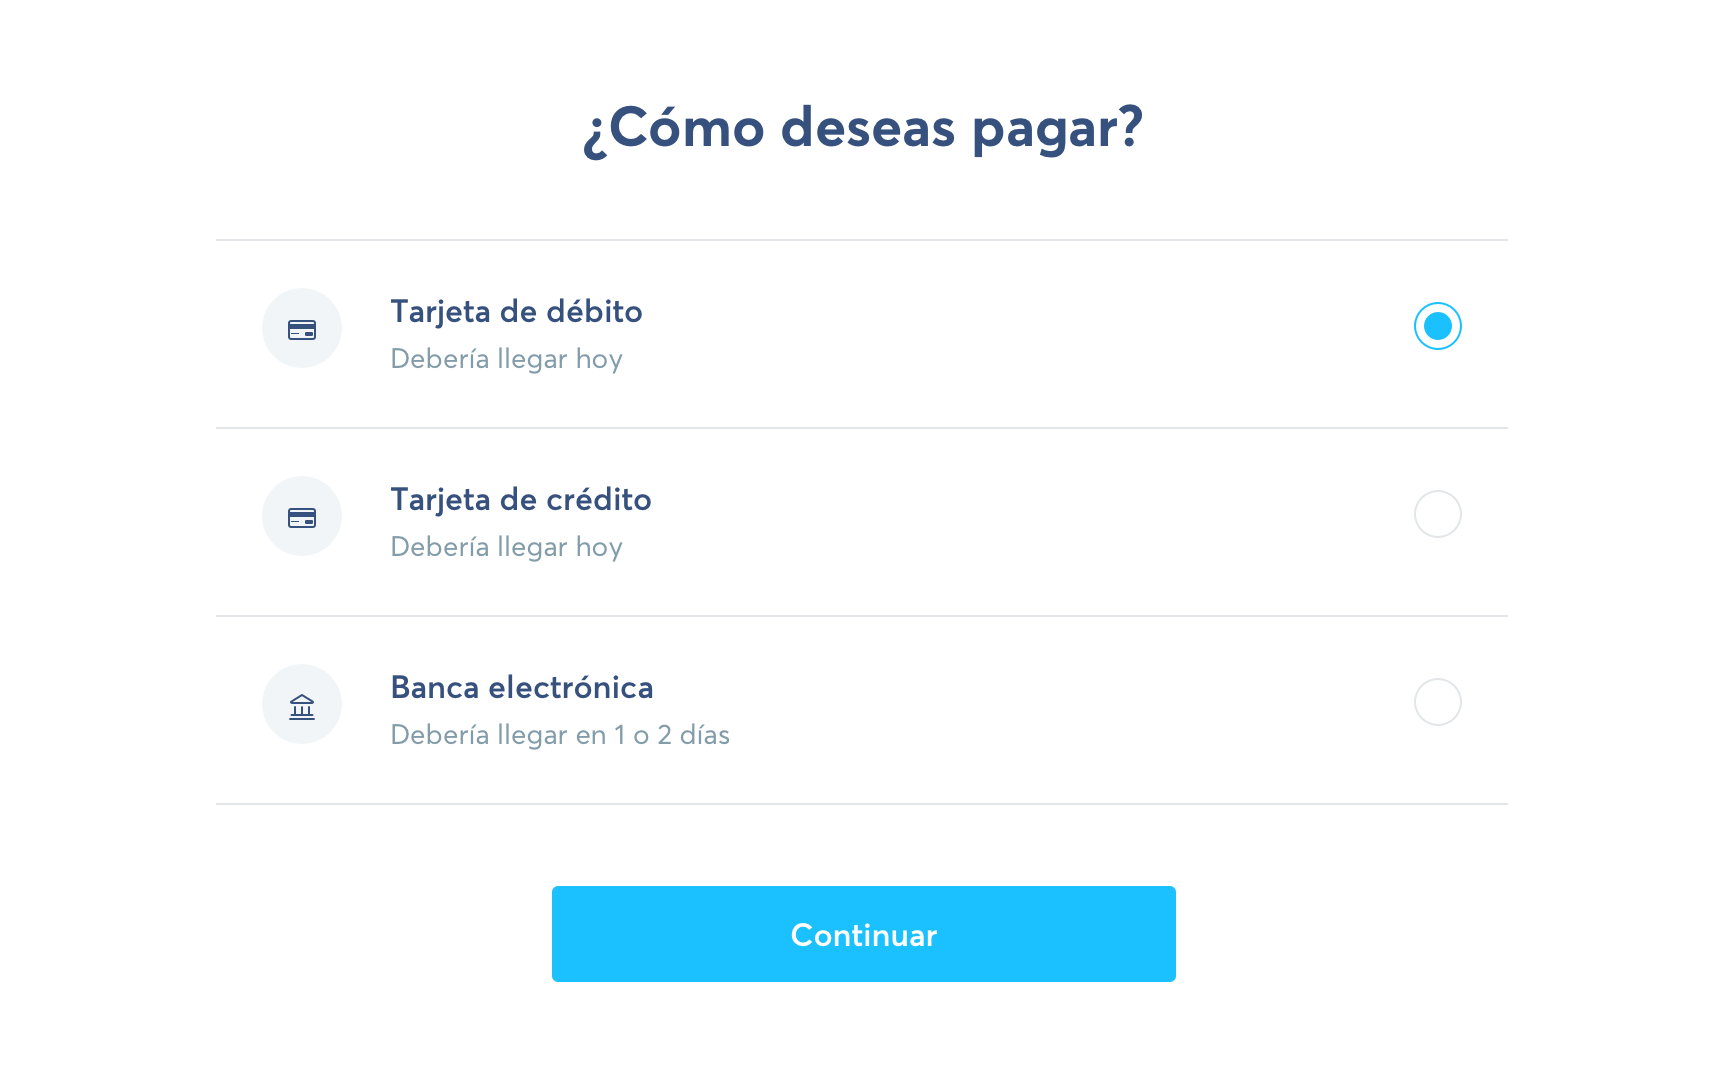 ¿Cómo deseas pagar?
Tarjeta de débito
Debería llegar hoy
Tarjeta de crédito
Debería llegar hoy
Banca electrónica
Debería llegar en 1 o 2 días
Continuar